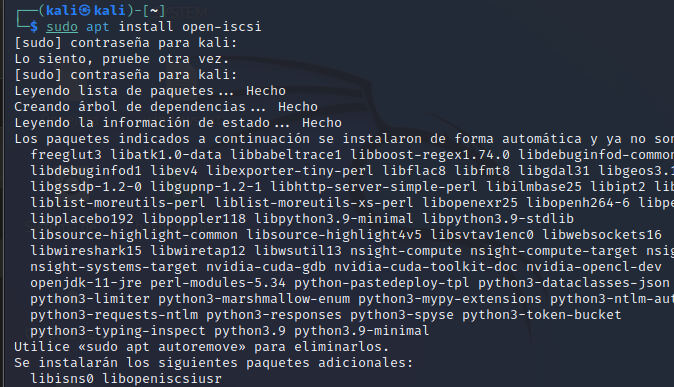 ┌──(kali㉿kali)-[~]
└─$ sudo apt install open-iscsi
[sudo] contraseña para kali:
Lo siento, pruebe otra vez.
[sudo] contraseña para kali:
Leyendo lista de paquetes... Hecho
Creando árbol de dependencias... Hecho
Leyendo la información de estado... Hecho
Los paquetes indicados a continuación se instalaron de forma automática y ya no son
freeglut3 libatk1.0-data libbabeltrace1 libboost-regex1.74.0 libdebuginfod-common
libdebuginfod1 libev4 libexporter-tiny-perl libflac8 libfmt8 libgdal31 libgeos3.1
libgssdp-1.2-0 libgupnp-1.2-1 libhttp-server-simple-perl libilmbase25 libipt2 lib
liblist-moreutils-perl liblist-moreutils-xs-perl libopenexr25 libopenh264-6 libpe
libplacebo192 libpoppler118 libpython3.9-minimal libpython3.9-stdlib
libsource-highlight-common libsource-highlight4v5 libsvtav1enc0 libwebsockets16
libwireshark15 libwiretap12 libwsutil13 nsight-compute nsight-compute-target nsig
nsight-systems-target nvidia-cuda-gdb nvidia-cuda-toolkit-doc nvidia-opencl-dev
openjdk-11-jre perl-modules-5.34 python-pastedeploy-tpl python3-dataclasses-json
python3-limiter python3-marshmallow-enum python3-mypy-extensions python3-ntlm-aut
python3-requests-ntlm python3-responses python3-spyse python3-token-bucket
python3-typing-inspect python3.9 python3.9-minimal
Utilice «sudo apt autoremove» para eliminarlos.
Se instalarán los siguientes paquetes adicionales:
libisns0 libopeniscsiusr